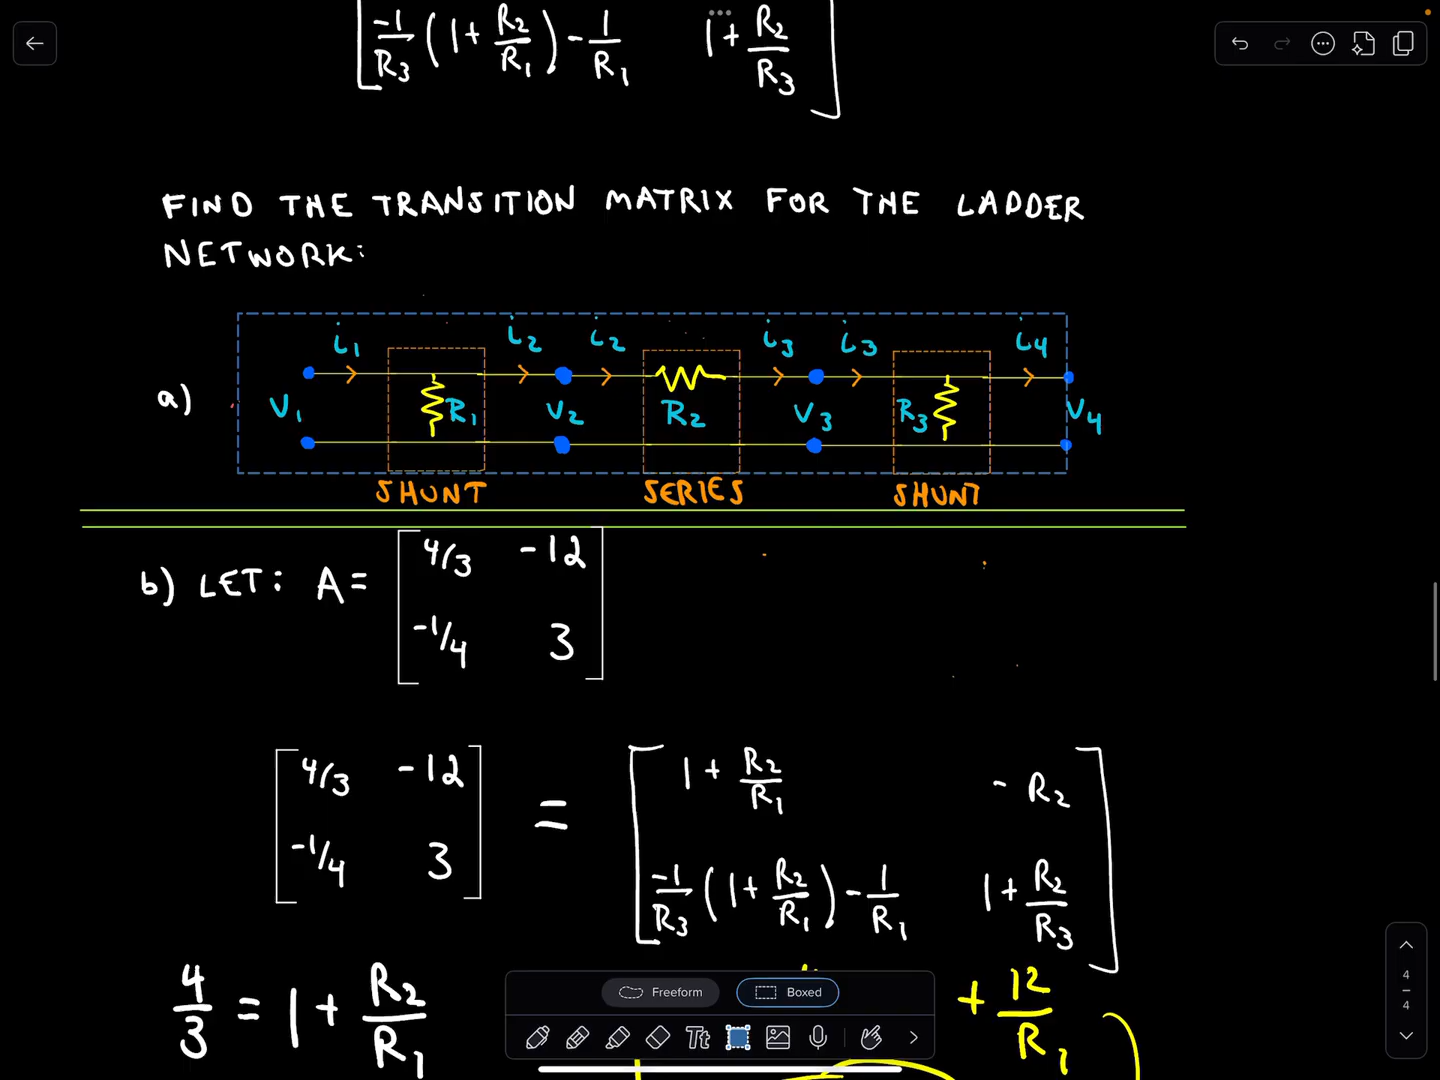 -1/R3 (1 + R2/R1) - 1/R1    1 + R2/R3
FIND THE TRANSITION MATRIX FOR THE LADDER
NETWORK:
i1 i2 i2 i3 i3 i4
a) V1 R1 V2 R2 V3 R3 V4
SHUNT SERIES SHUNT
b) LET: A = [4/3 -12
-1/4 3]
[4/3 -12    [1 + R2/R1    - R2
=
-1/4 3]    -1/R3 (1 + R2/R1) - 1/R1    1 + R2/R3]
4/3 = 1 + R2/R1    + 12/R1
Freeform Boxed
Tt
4
4